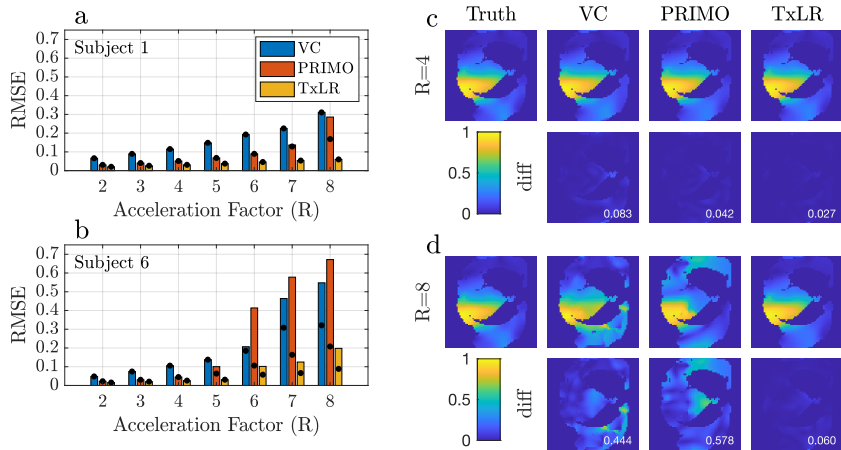 a
Subject 1
VC
PRIMO
TxLR
RMSE
0.7
0.6
0.5
0.4
0.3
0.2
0.1
0
2 3 4 5 6 7 8
Acceleration Factor (R)
b
Subject 6
RMSE
0.7
0.6
0.5
0.4
0.3
0.2
0.1
0
2 3 4 5 6 7 8
Acceleration Factor (R)
c
Truth VC PRIMO TxLR
R=4
1
0.5
0
diff
0.083 0.042 0.027
d
R=8
1
0.5
0
diff
0.444 0.578 0.060